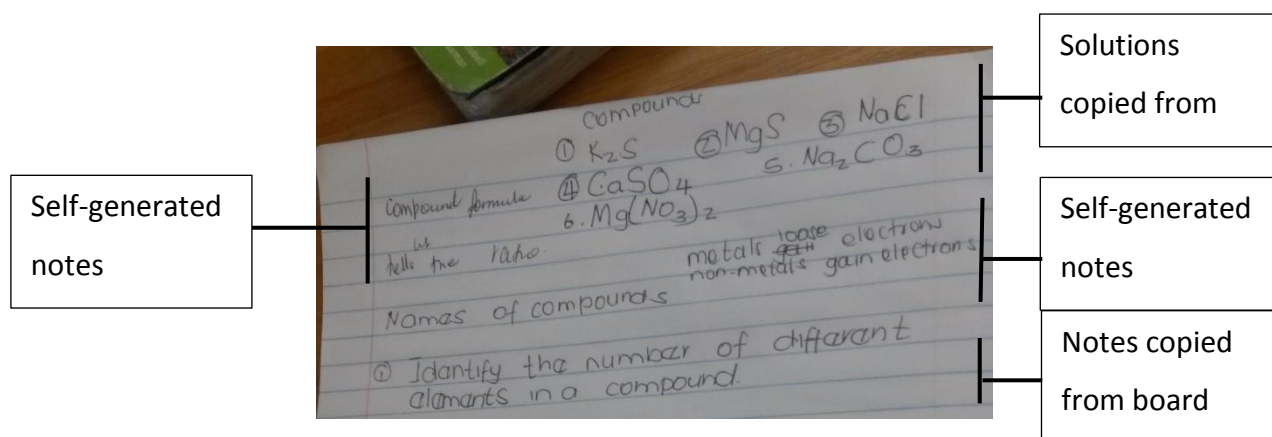 Solutions
copied from
Compounds
① K₂S ② MgS ③ NaCl
④ CaSO₄ 5. Na₂CO₃
6. Mg(NO₃)₂
Compound formula
tells us the ratio.
metals loose electrons
non-metals gain electrons
Names of compounds
① Identify the number of different
elements in a compound.
Self-generated
notes
Self-generated
notes
Notes copied
from board